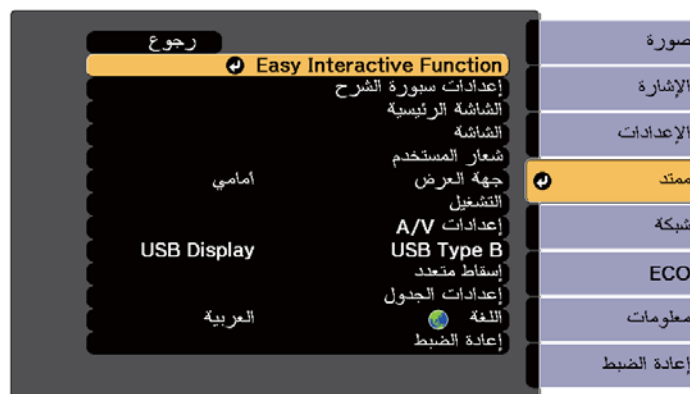 صورة
الإشارة
الإعدادات
ممتد
شبكة
ECO
معلومات
إعادة الضبط
رجوع
Easy Interactive Function
إعدادات سبورة الشرح
الشاشة الرئيسية
الشاشة
شعار المستخدم
جهة العرض أمامي
التشغيل
إعدادات A/V
USB Type B USB Display
إسقاط متعدد
إعدادات الجدول
اللغة العربية
إعادة الضبط